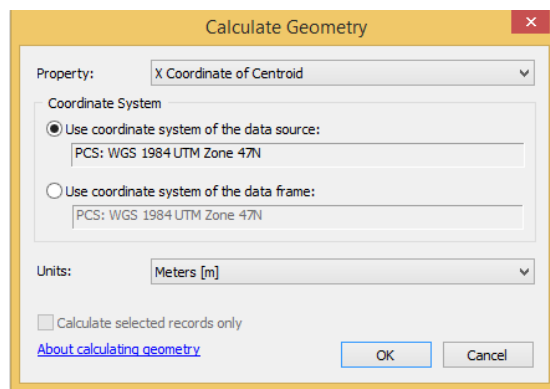 Calculate Geometry
Property: X Coordinate of Centroid
Coordinate System
Use coordinate system of the data source:
PCS: WGS 1984 UTM Zone 47N
Use coordinate system of the data frame:
PCS: WGS 1984 UTM Zone 47N
Units: Meters [m]
Calculate selected records only
About calculating geometry OK Cancel